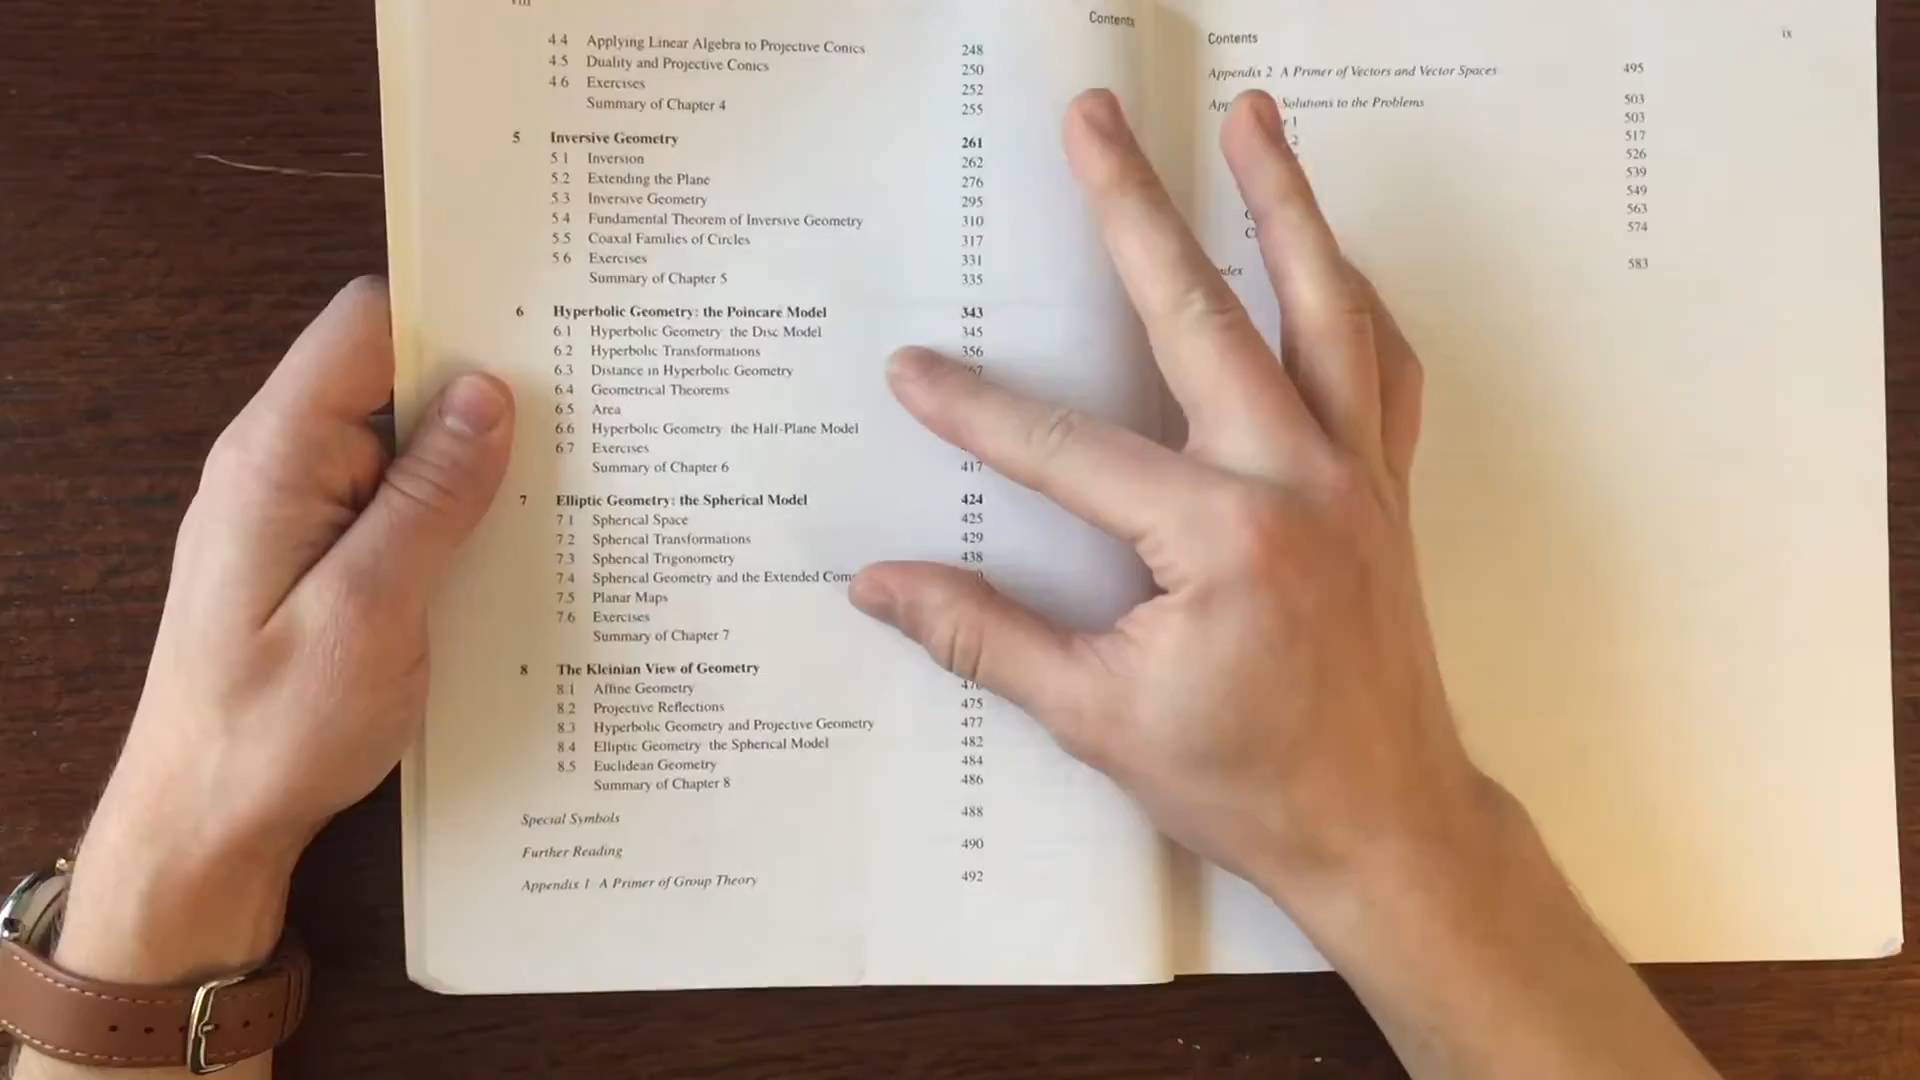 viii
Contents
4.4 Applying Linear Algebra to Projective Conics 248
4.5 Duality and Projective Conics 250
4.6 Exercises 252
Summary of Chapter 4 255
5 Inversive Geometry 261
5.1 Inversion 262
5.2 Extending the Plane 276
5.3 Inversive Geometry 295
5.4 Fundamental Theorem of Inversive Geometry 310
5.5 Coaxal Families of Circles 317
5.6 Exercises 331
Summary of Chapter 5 335
6 Hyperbolic Geometry: the Poincare Model 343
6.1 Hyperbolic Geometry the Disc Model 345
6.2 Hyperbolic Transformations 356
6.3 Distance in Hyperbolic Geometry
6.4 Geometrical Theorems
6.5 Area
6.6 Hyperbolic Geometry the Half-Plane Model
6.7 Exercises
Summary of Chapter 6 417
7 Elliptic Geometry: the Spherical Model 424
7.1 Spherical Space 425
7.2 Spherical Transformations 429
7.3 Spherical Trigonometry 438
7.4 Spherical Geometry and the Extended
7.5 Planar Maps
7.6 Exercises
Summary of Chapter 7
8 The Kleinian View of Geometry
8.1 Affine Geometry
8.2 Projective Reflections 475
8.3 Hyperbolic Geometry and Projective Geometry 477
8.4 Elliptic Geometry the Spherical Model 482
8.5 Euclidean Geometry 484
Summary of Chapter 8 486
Special Symbols 488
Further Reading 490
Appendix 1 A Primer of Group Theory 492
Contents ix
Appendix 2 A Primer of Vectors and Vector Spaces 495
Solutions to the Problems 503
1 503
2 517
526
539
549
563
574
583